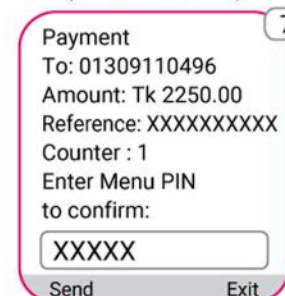 7
Payment
To: 01309110496
Amount: Tk 2250.00
Reference: XXXXXXXXXX
Counter : 1
Enter Menu PIN
to confirm:
XXXXX
Send Exit